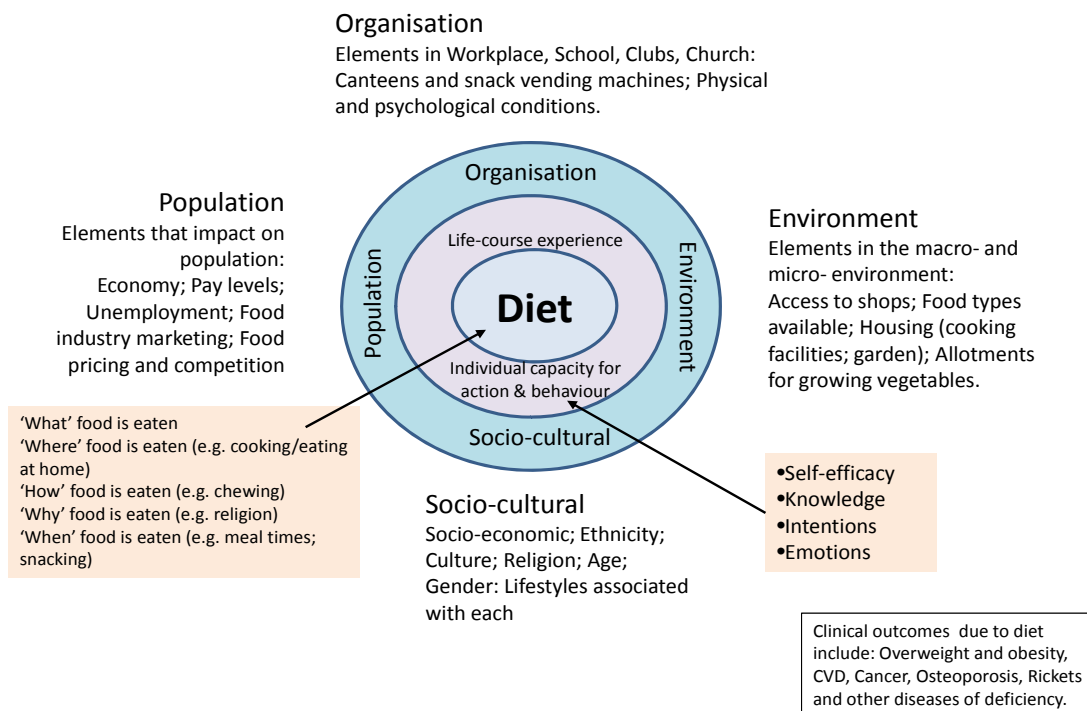 Organisation
Elements in Workplace, School, Clubs, Church:
Canteens and snack vending machines; Physical
and psychological conditions.
Population
Elements that impact on
population:
Economy; Pay levels;
Unemployment; Food
industry marketing; Food
pricing and competition
Organisation
Population
Environment
Socio-cultural
Life-course experience
Diet
Individual capacity for
action & behaviour
Environment
Elements in the macro- and
micro- environment:
Access to shops; Food types
available; Housing (cooking
facilities; garden); Allotments
for growing vegetables.
‘What’ food is eaten
‘Where’ food is eaten (e.g. cooking/eating
at home)
‘How’ food is eaten (e.g. chewing)
‘Why’ food is eaten (e.g. religion)
‘When’ food is eaten (e.g. meal times;
snacking)
Socio-cultural
Socio-economic; Ethnicity;
Culture; Religion; Age;
Gender: Lifestyles associated
with each
•Self-efficacy
•Knowledge
•Intentions
•Emotions
Clinical outcomes due to diet
include: Overweight and obesity,
CVD, Cancer, Osteoporosis, Rickets
and other diseases of deficiency.